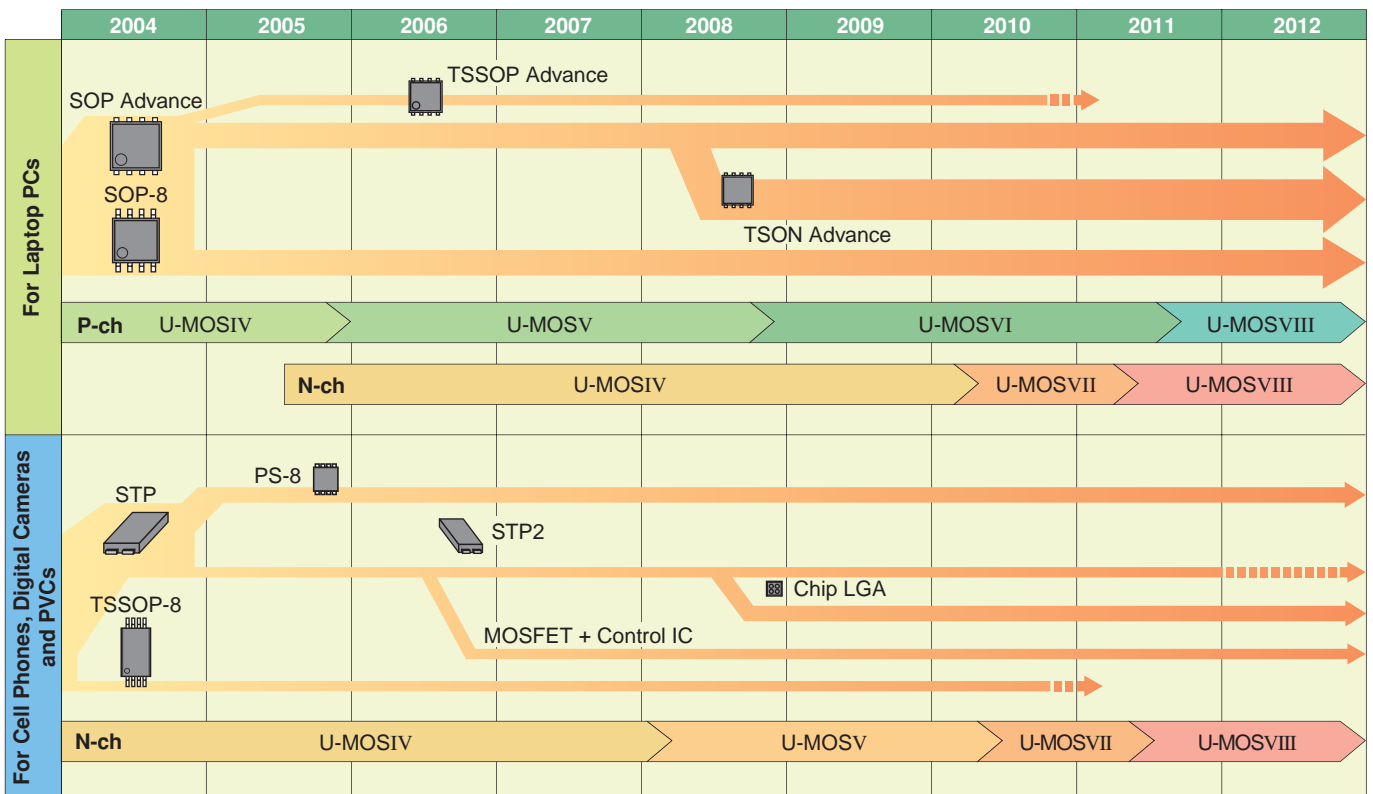 2004 2005 2006 2007 2008 2009 2010 2011 2012
For Laptop PCs
TSSOP Advance
SOP Advance
SOP-8
TSON Advance
P-ch U-MOSIV U-MOSV U-MOSVI U-MOSVIII
N-ch U-MOSIV U-MOSVII U-MOSVIII
For Cell Phones, Digital Cameras
and PVCs
PS-8
STP
STP2
Chip LGA
TSSOP-8
MOSFET + Control IC
N-ch U-MOSIV U-MOSV U-MOSVII U-MOSVIII